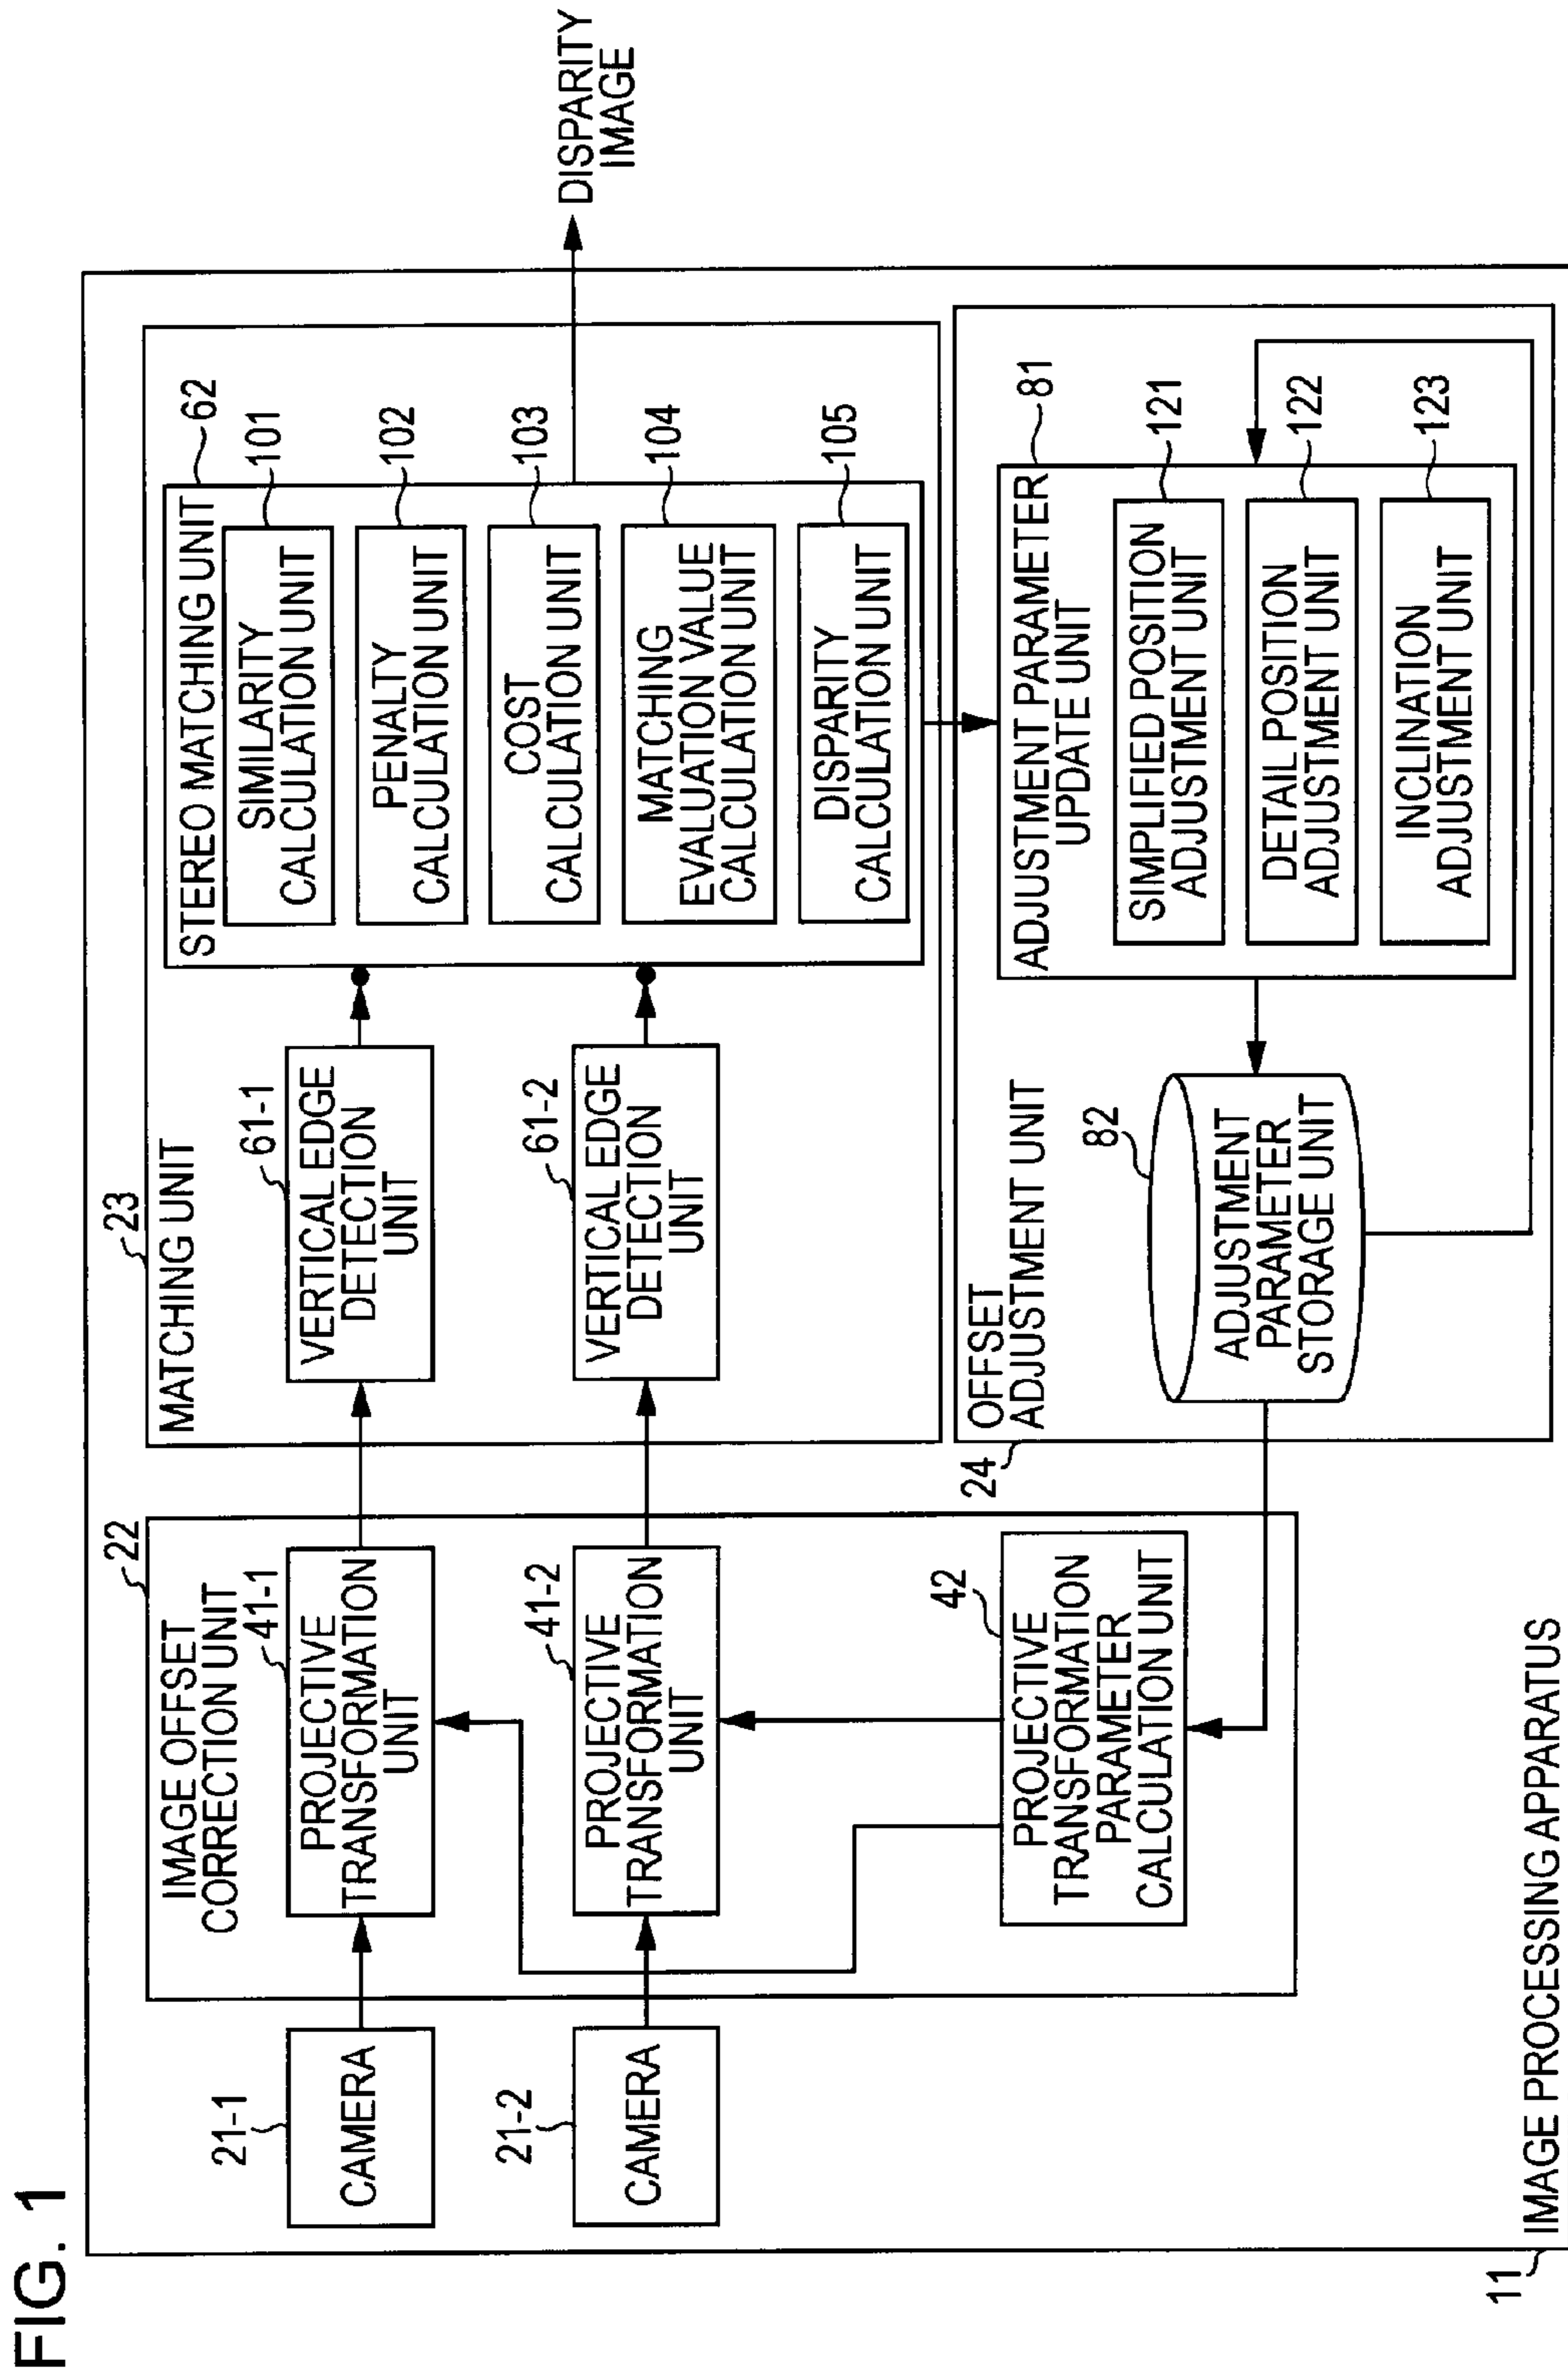 FIG. 1
11
IMAGE PROCESSING APPARATUS
21-1
CAMERA
21-2
CAMERA
22
IMAGE OFFSET
CORRECTION UNIT
41-1
PROJECTIVE
TRANSFORMATION
UNIT
41-2
PROJECTIVE
TRANSFORMATION
UNIT
42
PROJECTIVE
TRANSFORMATION
PARAMETER
CALCULATION UNIT
23
MATCHING UNIT
61-1
VERTICAL EDGE
DETECTION
UNIT
61-2
VERTICAL EDGE
DETECTION
UNIT
STEREO MATCHING UNIT
62
SIMILARITY
CALCULATION UNIT
101
PENALTY
CALCULATION UNIT
102
COST
CALCULATION UNIT
103
MATCHING
EVALUATION VALUE
CALCULATION UNIT
104
DISPARITY
CALCULATION UNIT
105
DISPARITY
IMAGE
24
OFFSET
ADJUSTMENT UNIT
82
ADJUSTMENT
PARAMETER
STORAGE UNIT
ADJUSTMENT PARAMETER
UPDATE UNIT
81
SIMPLIFIED POSITION
ADJUSTMENT UNIT
121
DETAIL POSITION
ADJUSTMENT UNIT
122
INCLINATION
ADJUSTMENT UNIT
123